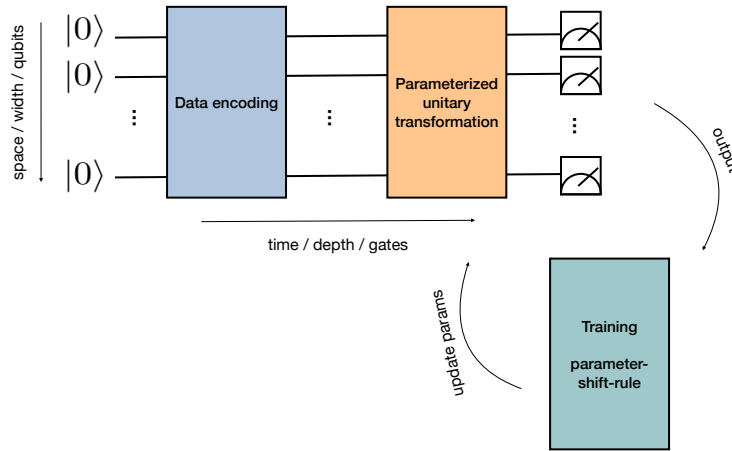 space / width / qubits
|0⟩
|0⟩
...
|0⟩
Data encoding
...
Parameterized
unitary
transformation
...
time / depth / gates
output
update params
Training
parameter-
shift-rule